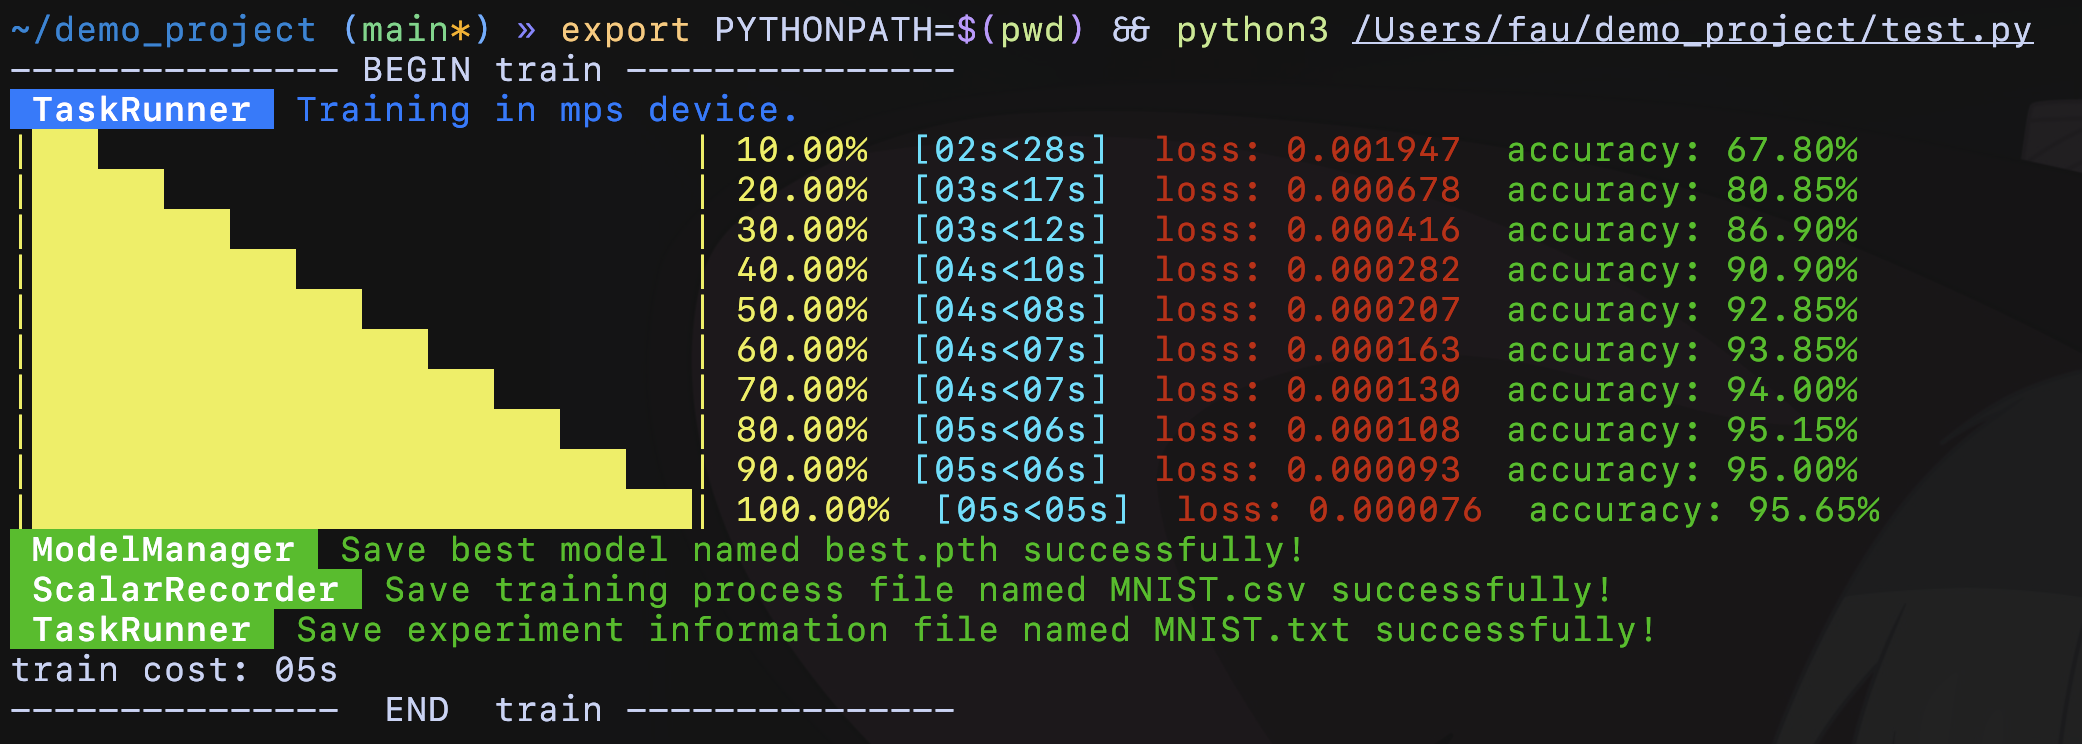 ~/demo_project (main*) » export PYTHONPATH=$(pwd) && python3 /Users/fau/demo_project/test.py
--------------- BEGIN train ---------------
TaskRunner Training in mps device.
| | 10.00% [02s<28s] loss: 0.001947 accuracy: 67.80%
| | 20.00% [03s<17s] loss: 0.000678 accuracy: 80.85%
| | 30.00% [03s<12s] loss: 0.000416 accuracy: 86.90%
| | 40.00% [04s<10s] loss: 0.000282 accuracy: 90.90%
| | 50.00% [04s<08s] loss: 0.000207 accuracy: 92.85%
| | 60.00% [04s<07s] loss: 0.000163 accuracy: 93.85%
| | 70.00% [04s<07s] loss: 0.000130 accuracy: 94.00%
| | 80.00% [05s<06s] loss: 0.000108 accuracy: 95.15%
| | 90.00% [05s<06s] loss: 0.000093 accuracy: 95.00%
| | 100.00% [05s<05s] loss: 0.000076 accuracy: 95.65%
ModelManager Save best model named best.pth successfully!
ScalarRecorder Save training process file named MNIST.csv successfully!
TaskRunner Save experiment information file named MNIST.txt successfully!
train cost: 05s
--------------- END train ---------------